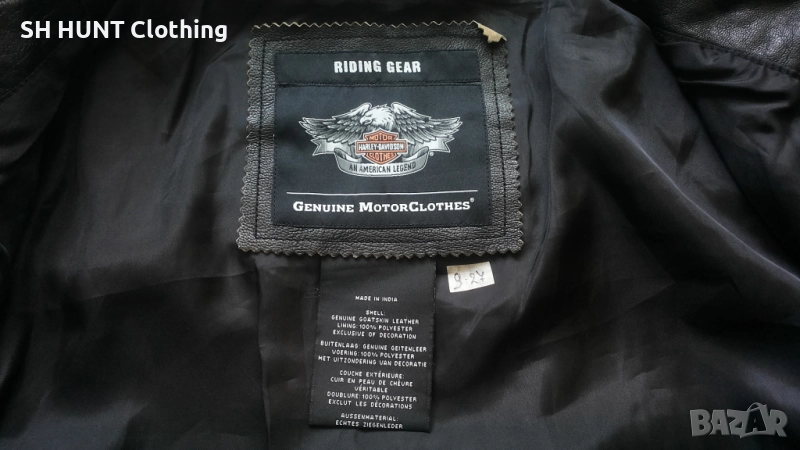 SH HUNT Clothing
RIDING GEAR
MOTOR
HARLEY-DAVIDSON
CLOTHES
AN AMERICAN LEGEND
GENUINE MOTORCLOTHES®
9.27
MADE IN INDIA
SHELL:
GENUINE GOATSKIN LEATHER
LINING: 100% POLYESTER
EXCLUSIVE OF DECORATION
BUITENLAAG: GENUINE GEITENLEER
VOERING: 100% POLYESTER
MET UITZONDERING VAN DECORATIE
COUCHE EXTÉRIEURE:
CUIR EN PEAU DE CHÈVRE
VÉRITABLE
DOUBLURE: 100% POLYESTER
EXCLUT LES DÉCORATIONS
AUSSENMATERIAL:
ECHTES ZIEGENLEDER
BAZAR